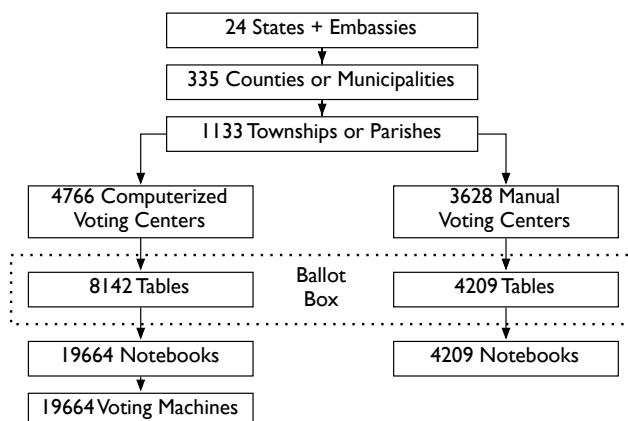 24 States + Embassies
335 Counties or Municipalities
1133 Townships or Parishes
4766 Computerized
Voting Centers
3628 Manual
Voting Centers
8142 Tables
Ballot
Box
4209 Tables
19664 Notebooks
4209 Notebooks
19664 Voting Machines